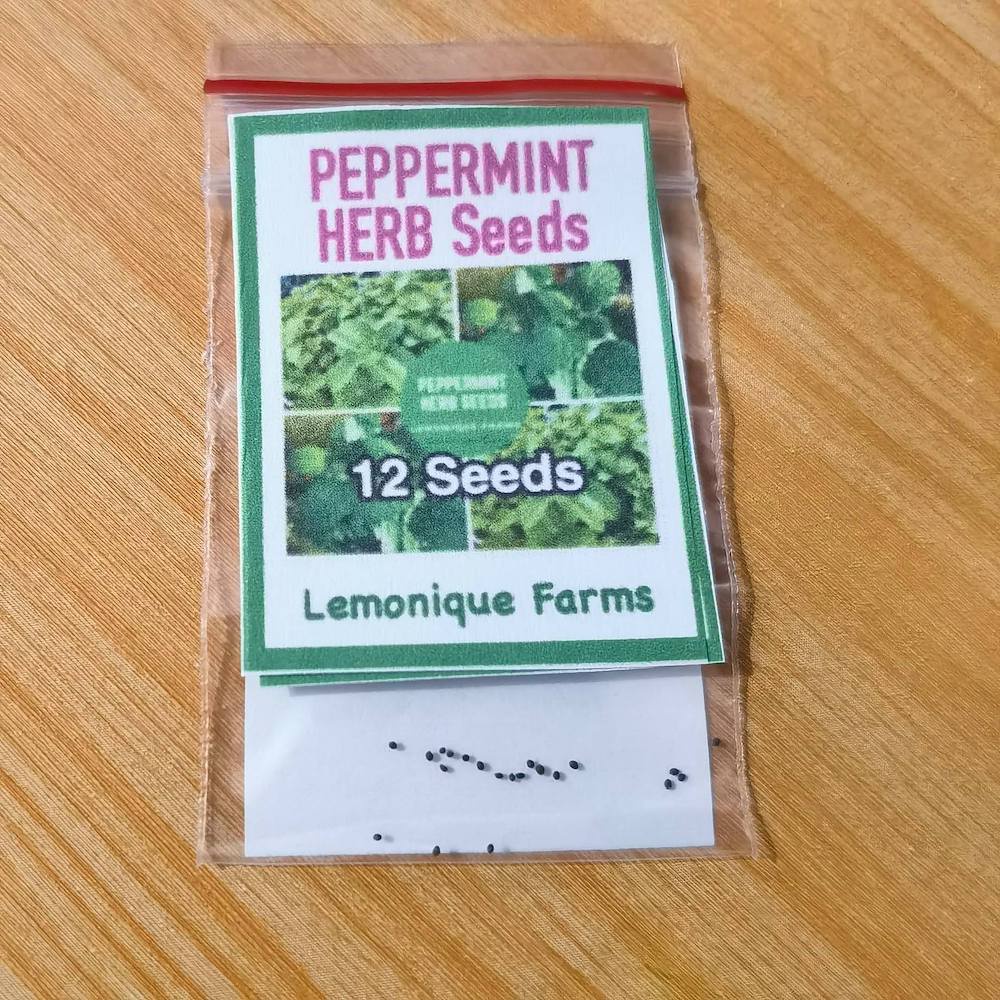 PEPPERMINT
HERB Seeds
PEPPERMINT
HERB SEEDS
12 Seeds
Lemonique Farms